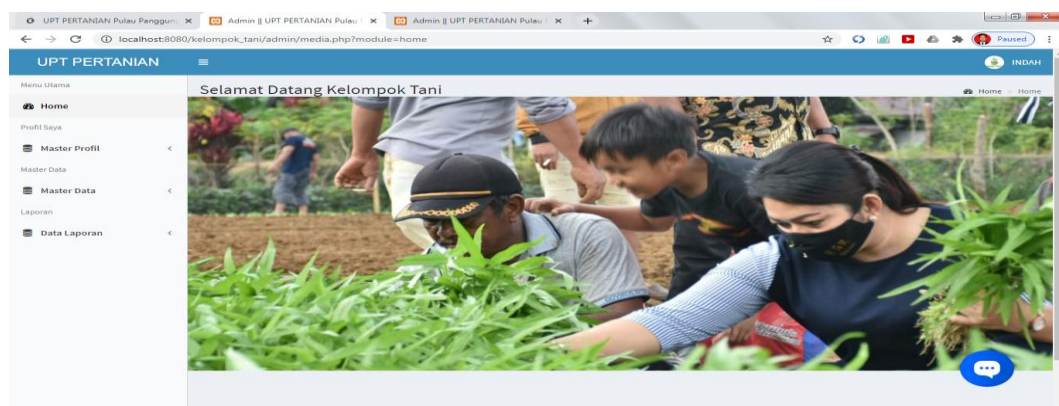 UPT PERTANIAN Pulau Panggun
Admin || UPT PERTANIAN Pulau
Admin || UPT PERTANIAN Pulau
localhost:8080/kelompok_tani/admin/media.php?module=home
Paused
UPT PERTANIAN
INDAH
Menu Utama
Home
Profil Saya
Master Profil
Master Data
Master Data
Laporan
Data Laporan
Selamat Datang Kelompok Tani
Home > Home